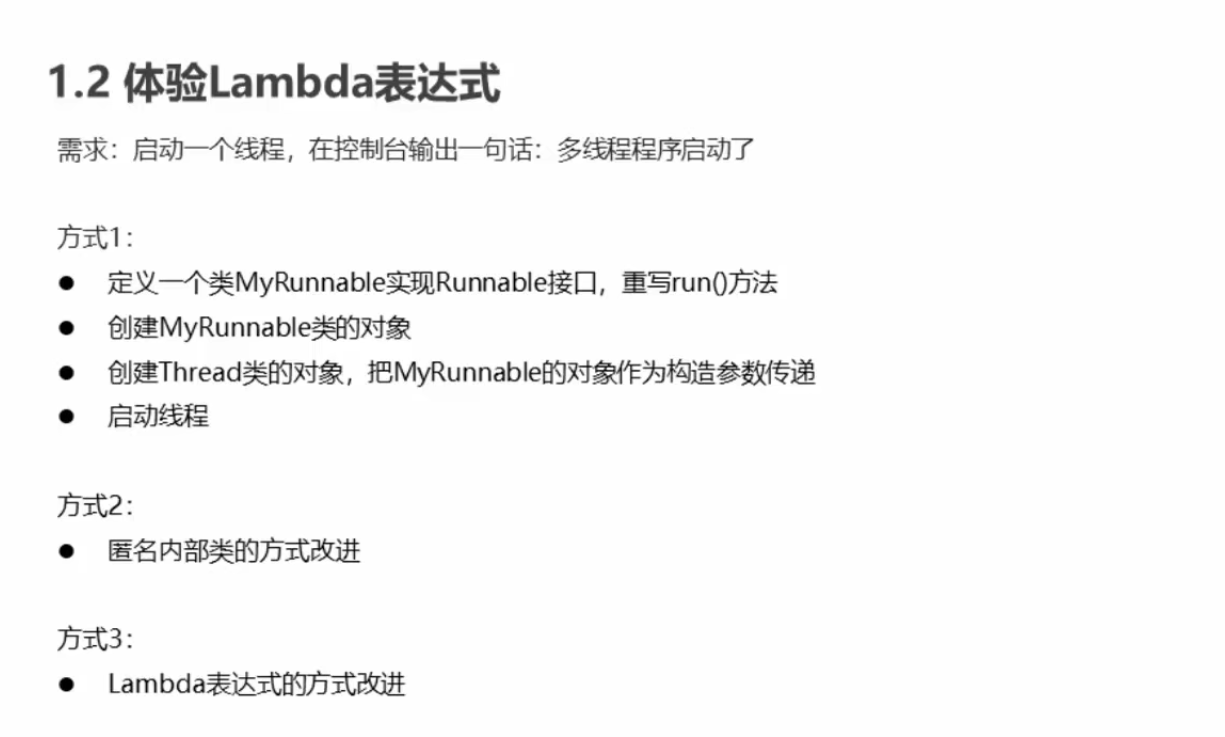 1.2 体验Lambda表达式
需求：启动一个线程，在控制台输出一句话：多线程程序启动了
方式1：
● 定义一个类MyRunnable实现Runnable接口，重写run()方法
● 创建MyRunnable类的对象
● 创建Thread类的对象，把MyRunnable的对象作为构造参数传递
● 启动线程
方式2：
● 匿名内部类的方式改进
方式3：
● Lambda表达式的方式改进